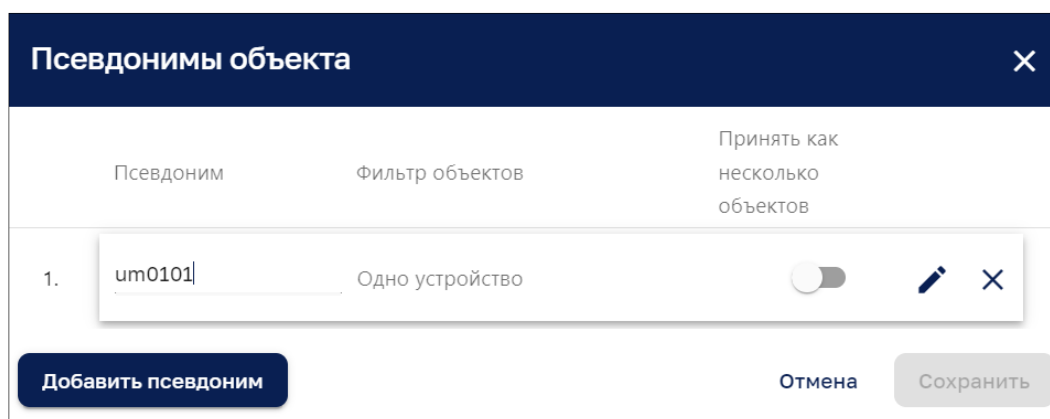 Псевдонимы объекта
Псевдоним
Фильтр объектов
Принять как
несколько
объектов
1.
um0101
Одно устройство
Добавить псевдоним
Отмена
Сохранить